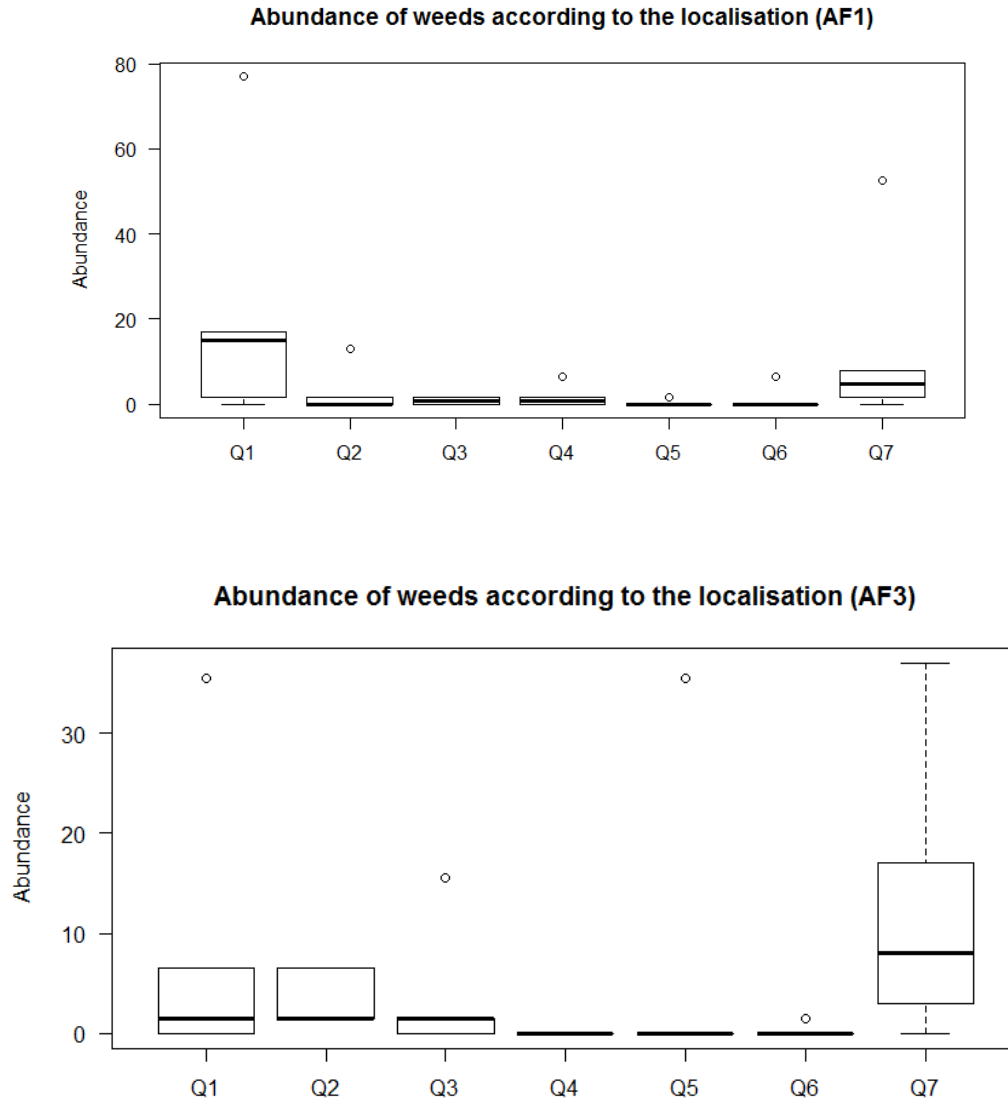 Abundance of weeds according to the localisation (AF1)
80
60
40
20
0
Abundance
Q1 Q2 Q3 Q4 Q5 Q6 Q7
Abundance of weeds according to the localisation (AF3)
30
20
10
0
Abundance
Q1 Q2 Q3 Q4 Q5 Q6 Q7